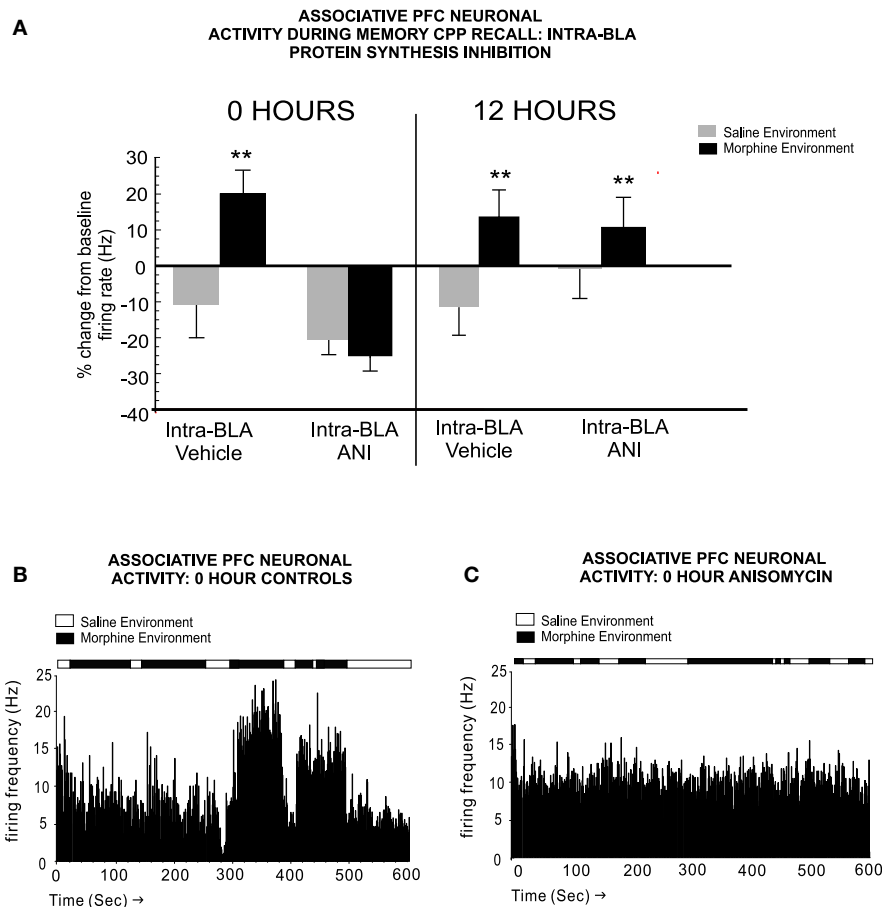 A
ASSOCIATIVE PFC NEURONAL
ACTIVITY DURING MEMORY CPP RECALL: INTRA-BLA
PROTEIN SYNTHESIS INHIBITION
0 HOURS
12 HOURS
Saline Environment
Morphine Environment
% change from baseline
firing rate (Hz)
30
20
10
0
-10
-20
-30
-40
**
**
**
Intra-BLA
Vehicle
Intra-BLA
ANI
Intra-BLA
Vehicle
Intra-BLA
ANI
B
ASSOCIATIVE PFC NEURONAL
ACTIVITY: 0 HOUR CONTROLS
Saline Environment
Morphine Environment
firing frequency (Hz)
25
20
15
10
5
0
0 100 200 300 400 500 600
Time (Sec) →
C
ASSOCIATIVE PFC NEURONAL
ACTIVITY: 0 HOUR ANISOMYCIN
Saline Environment
Morphine Environment
firing frequency (Hz)
25
20
15
10
5
0
0 100 200 300 400 500 600
Time (Sec) →